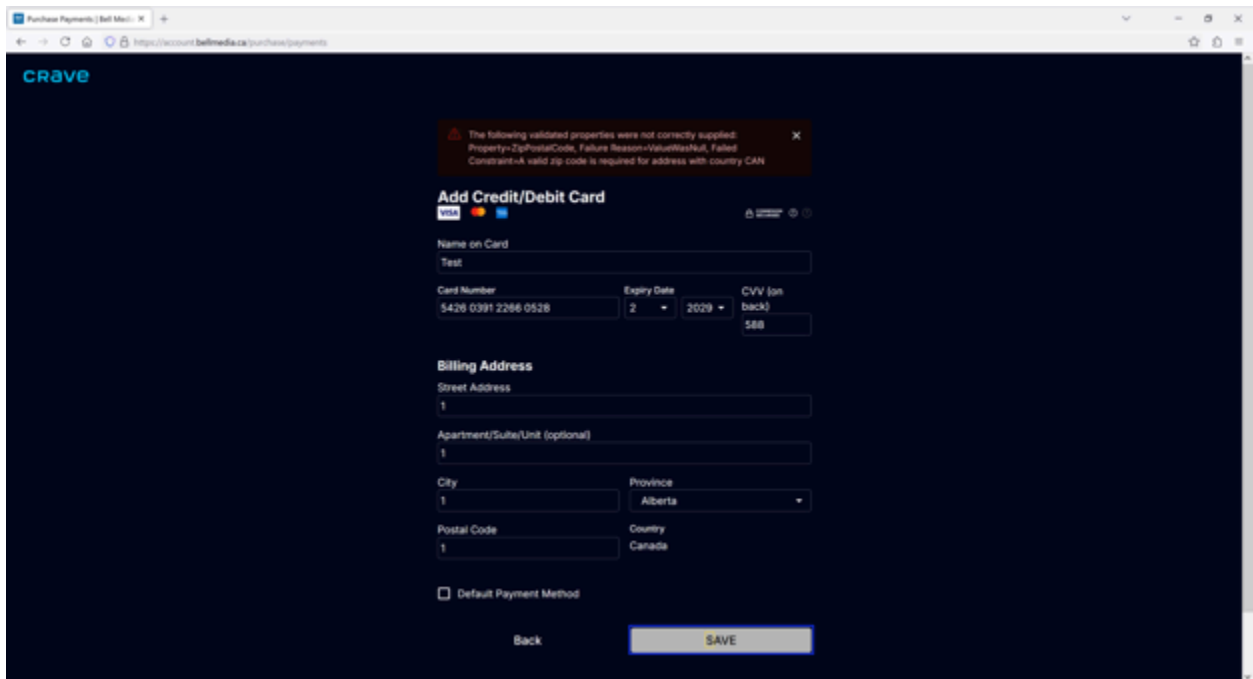 Purchase Payments | Bell Media
https://account.bellmedia.ca/purchase/payments
CRAVE
The following validated properties were not correctly supplied:
Property=ZipPostalCode, Failure Reason=ValueWasNull, Failed
Constraint=A valid zip code is required for address with country CAN
Add Credit/Debit Card
VISA
Name on Card
Test
Card Number Expiry Date CVV (on back)
5426 0391 2266 0528 2 2029
588
Billing Address
Street Address
1
Apartment/Suite/Unit (optional)
1
City Province
1 Alberta
Postal Code Country
1 Canada
Default Payment Method
Back SAVE